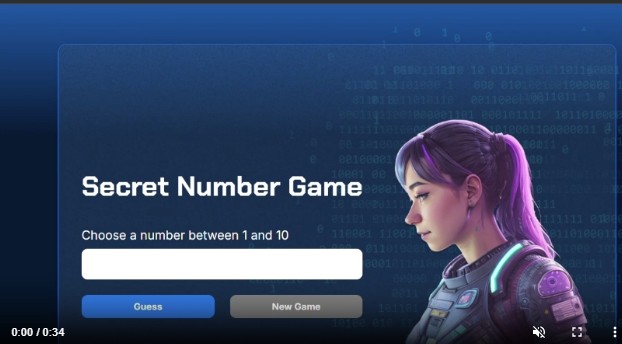 Secret Number Game
Choose a number between 1 and 10
Guess
New Game
0:00 / 0:34